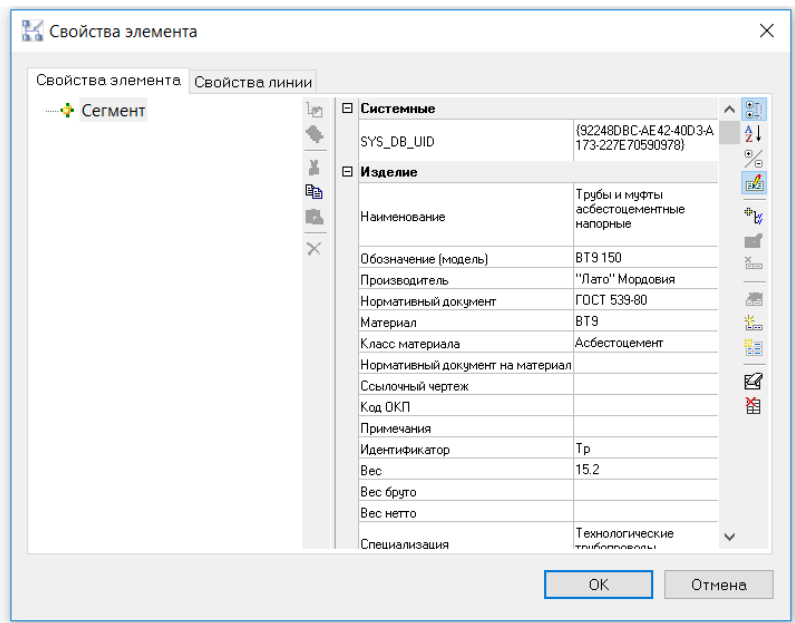 Свойства элемента
Свойства элемента Свойства линии
Сегмент
Системные
SYS_DB_UID {92248DBC-AE42-40D3-A
173-227E70590978}
Изделие
Наименование Трубы и муфты
асбестоцементные
напорные
Обозначение (модель) ВТ9 150
Производитель "Лато" Мордовия
Нормативный документ ГОСТ 539-80
Материал ВТ9
Класс материала Асбестоцемент
Нормативный документ на материал
Ссылочный чертеж
Код ОКП
Примечания
Идентификатор Тр
Вес 15.2
Вес бруто
Вес нетто
Специализация Технологические
трубопроводы
ОК Отмена